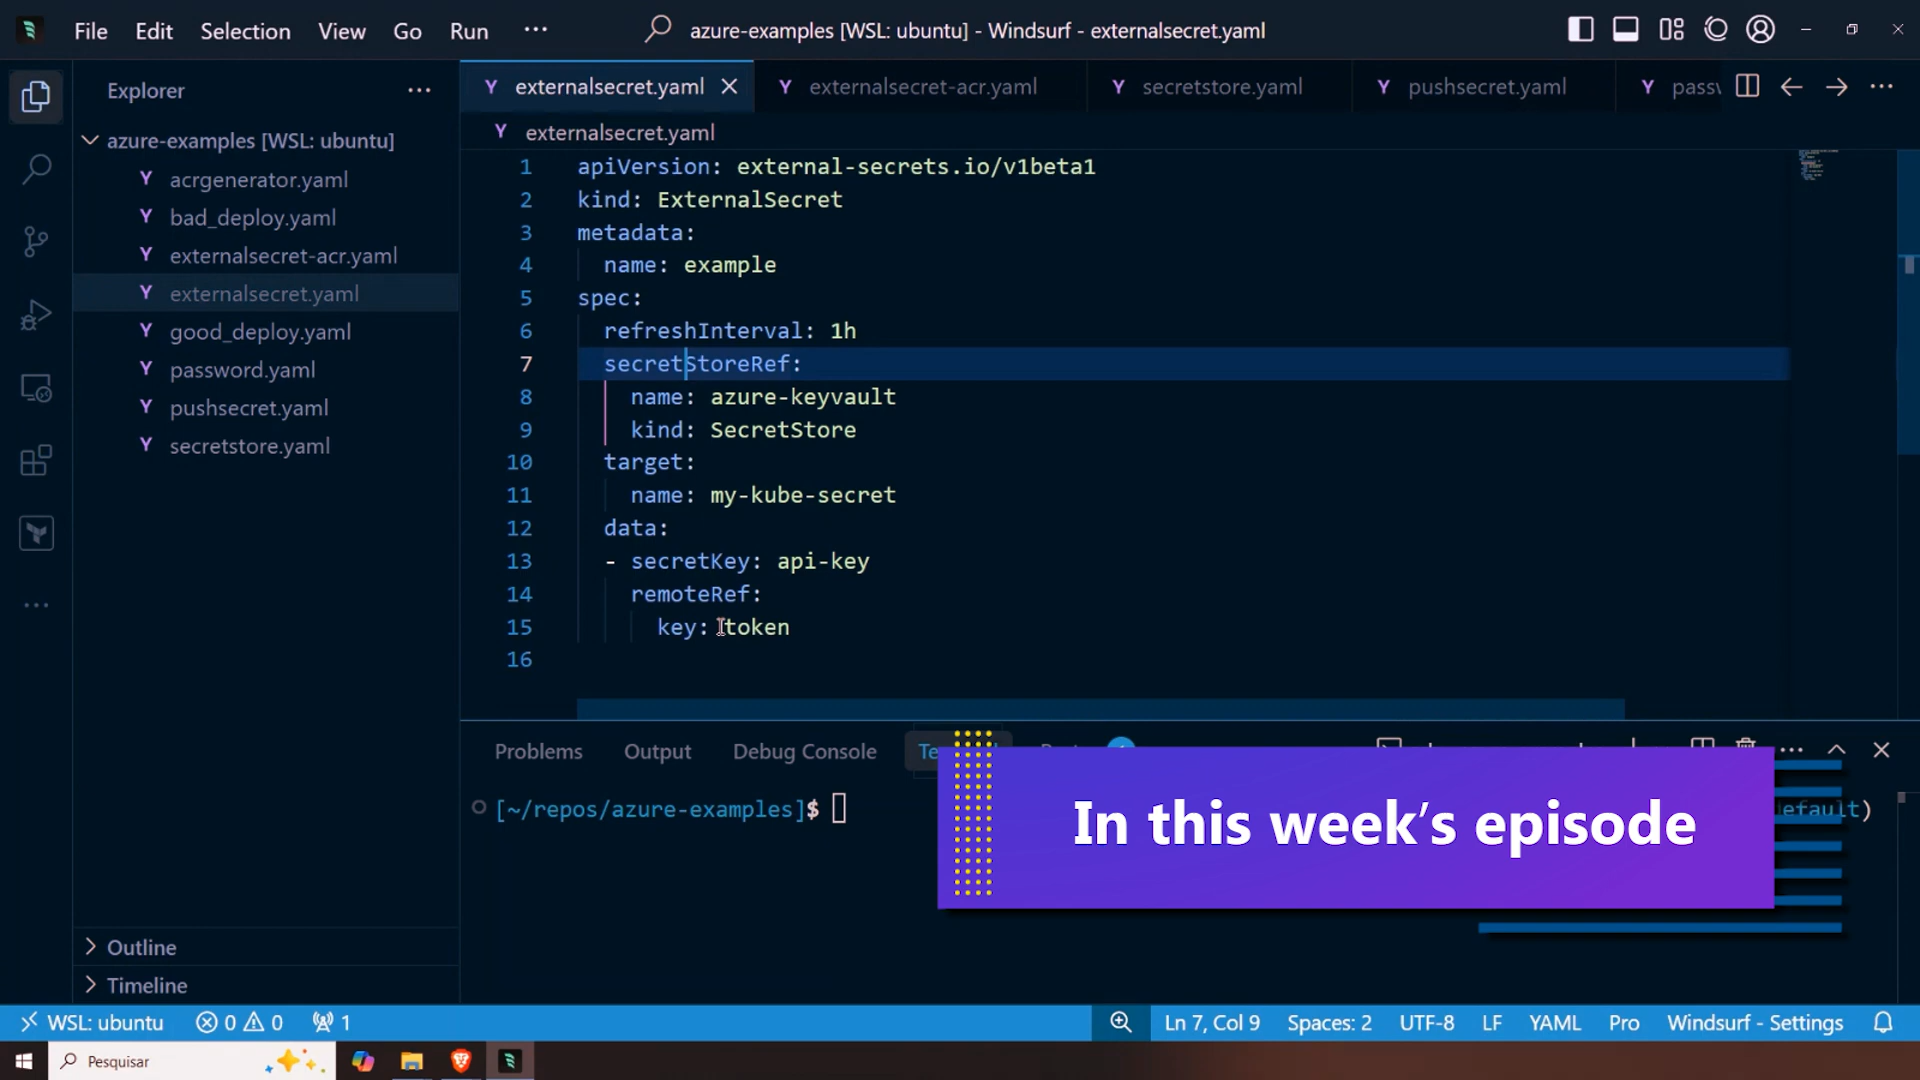 File Edit Selection View Go Run ···
azure-examples [WSL: ubuntu] - Windsurf - externalsecret.yaml
Explorer
azure-examples [WSL: ubuntu]
Y acrgenerator.yaml
Y bad_deploy.yaml
Y externalsecret-acr.yaml
Y externalsecret.yaml
Y good_deploy.yaml
Y password.yaml
Y pushsecret.yaml
Y secretstore.yaml
Outline
Timeline
Y externalsecret.yaml Y externalsecret-acr.yaml Y secretstore.yaml Y pushsecret.yaml Y
Y externalsecret.yaml
1 apiVersion: external-secrets.io/v1beta1
2 kind: ExternalSecret
3 metadata:
4 name: example
5 spec:
6 refreshInterval: 1h
7 secretStoreRef:
8 name: azure-keyvault
9 kind: SecretStore
10 target:
11 name: my-kube-secret
12 data:
13 - secretKey: api-key
14 remoteRef:
15 key: token
16
Problems Output Debug Console
[~/repos/azure-examples]$
In this week's episode
WSL: ubuntu 0 0 1 Ln 7, Col 9 Spaces: 2 UTF-8 LF YAML Pro Windsurf - Settings
Pesquisar